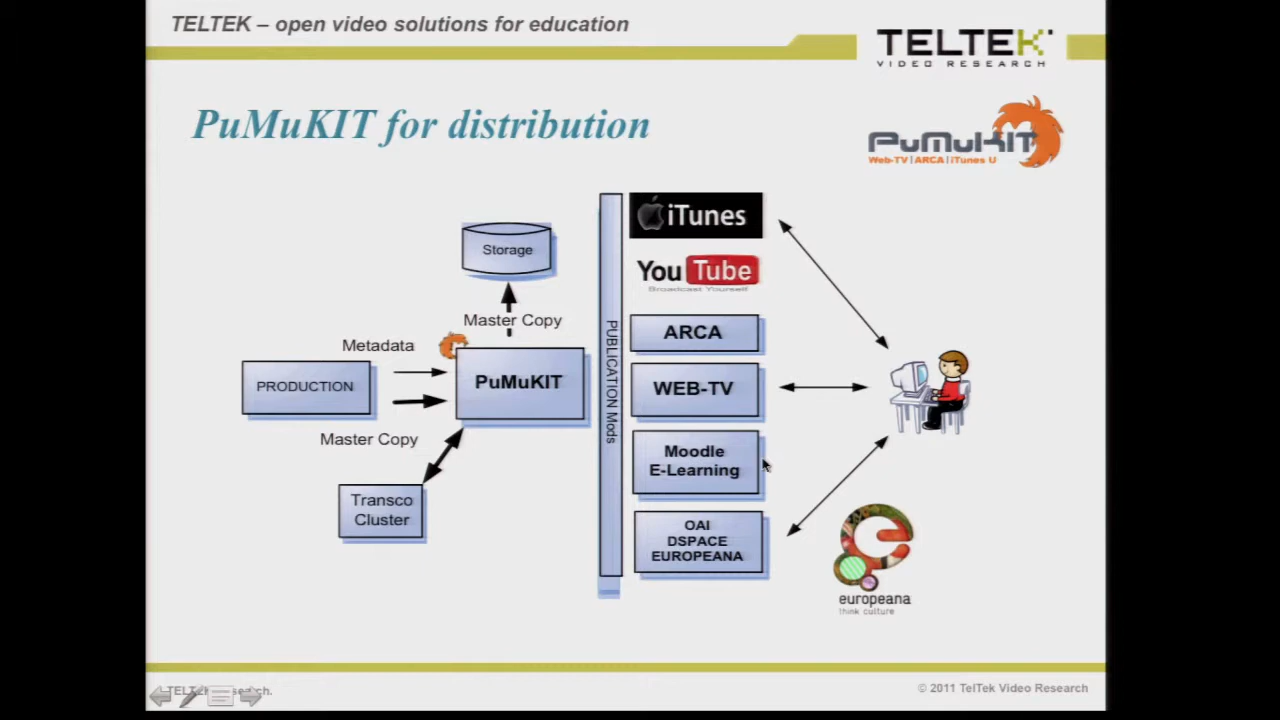 TELTEK – open video solutions for education
TELTEK
VIDEO RESEARCH
PuMuKIT for distribution
PuMuKIT
Web-TV | ARCA | iTunes U
iTunes
YouTube
Broadcast Yourself
Storage
Master Copy
Metadata
PRODUCTION
PuMuKIT
Master Copy
Transco
Cluster
PUBLICATION Mods
ARCA
WEB-TV
Moodle
E-Learning
OAI
DSPACE
EUROPEANA
europeana
think culture
© 2011 TelTek Video Research